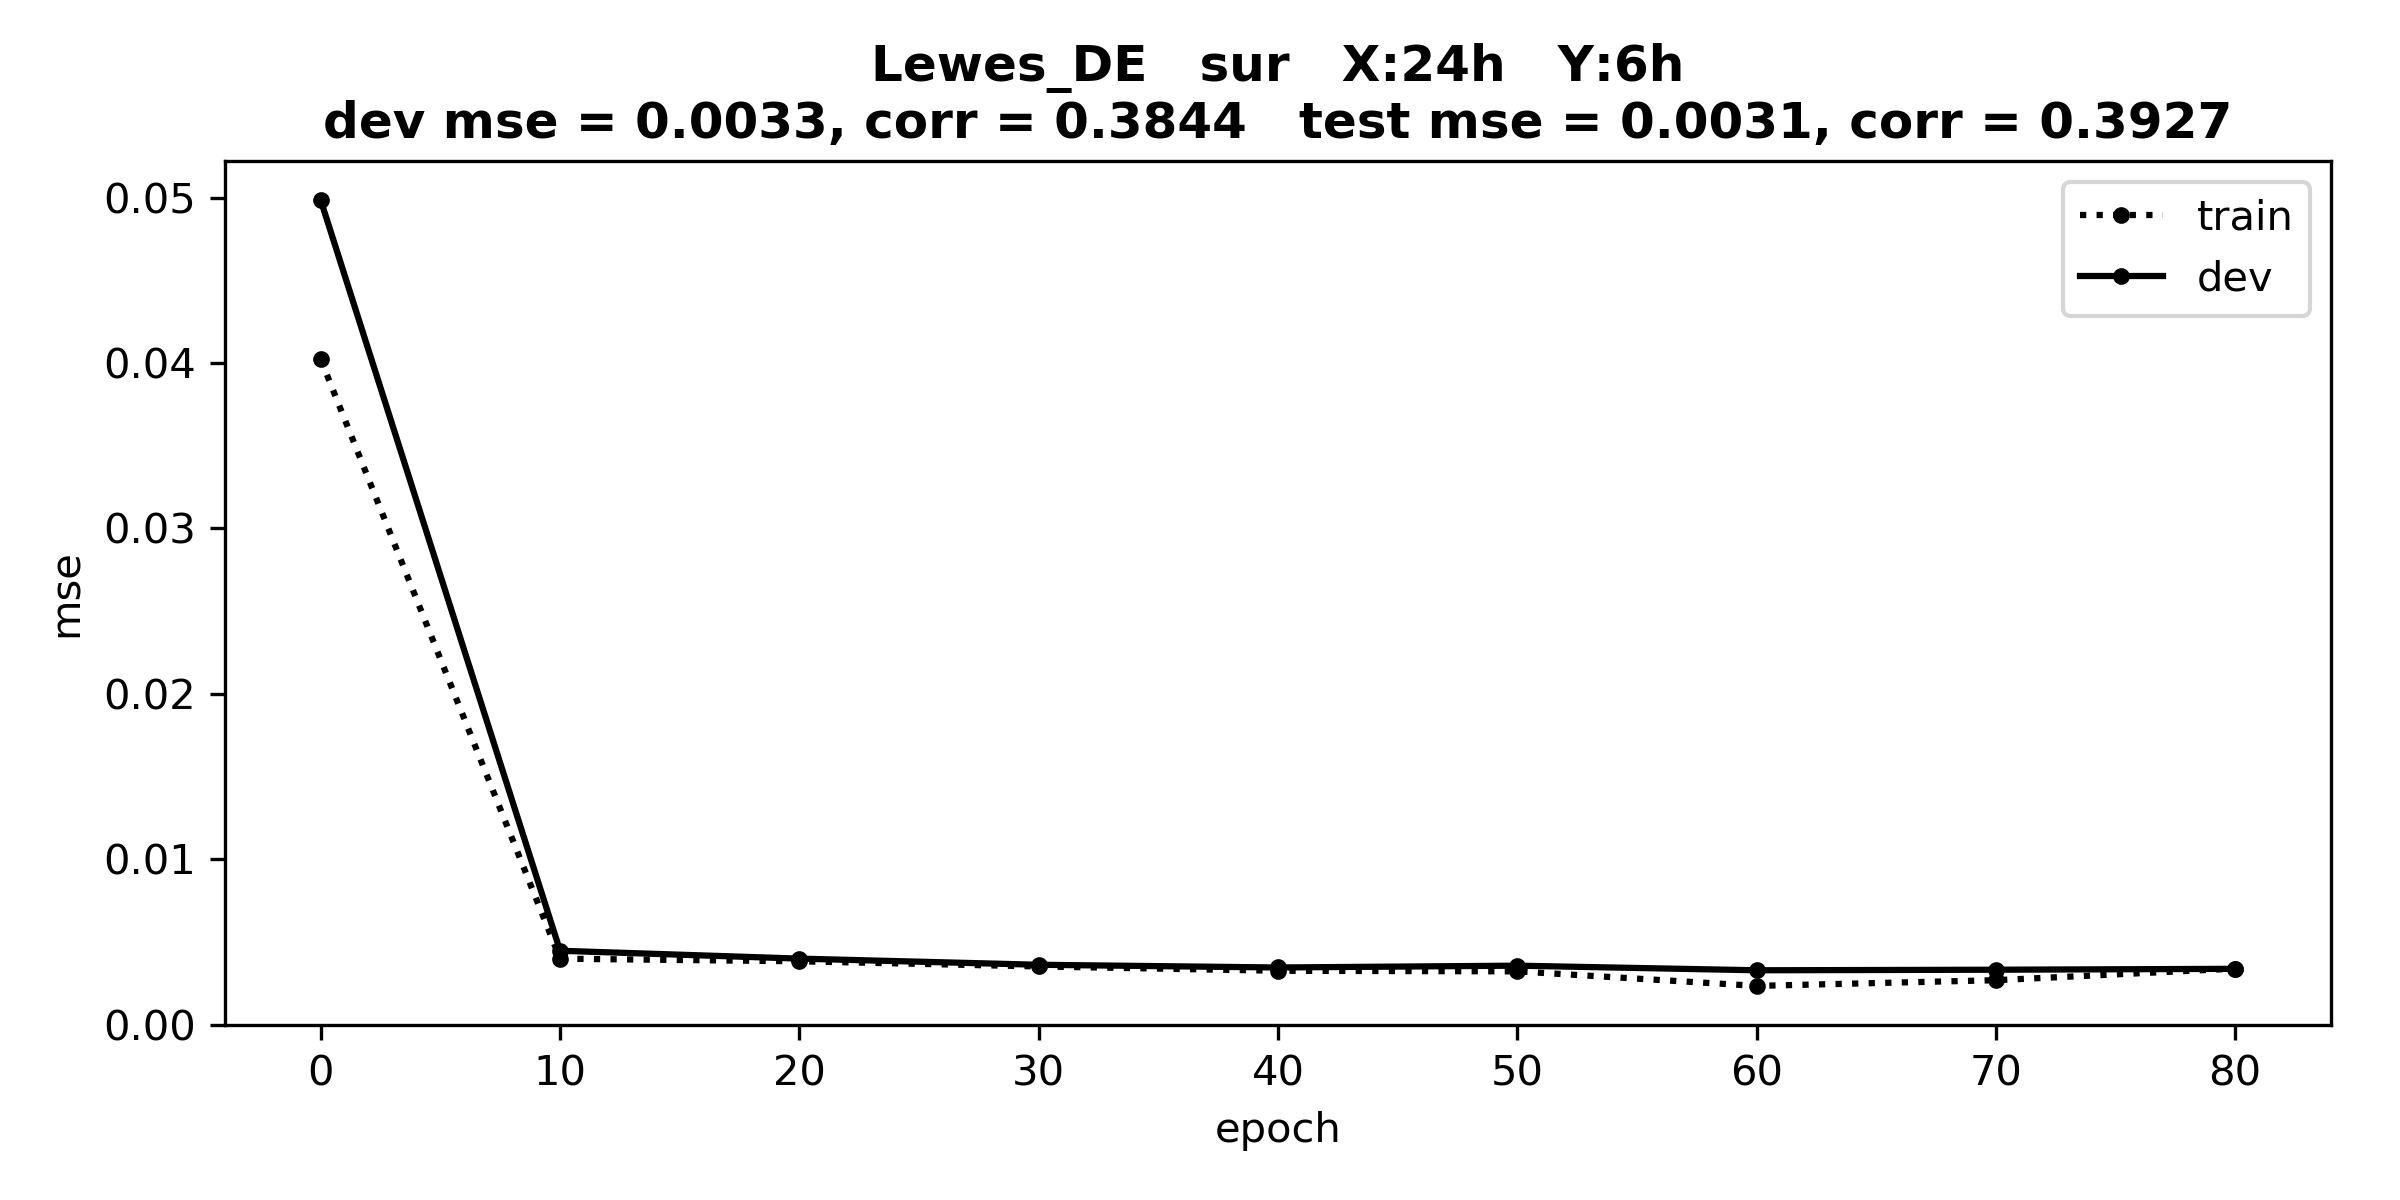 Lewes_DE   sur   X:24h   Y:6h
dev mse = 0.0033, corr = 0.3844   test mse = 0.0031, corr = 0.3927
train
dev
0.05
0.04
0.03
0.02
0.01
0.00
mse
0 10 20 30 40 50 60 70 80
epoch